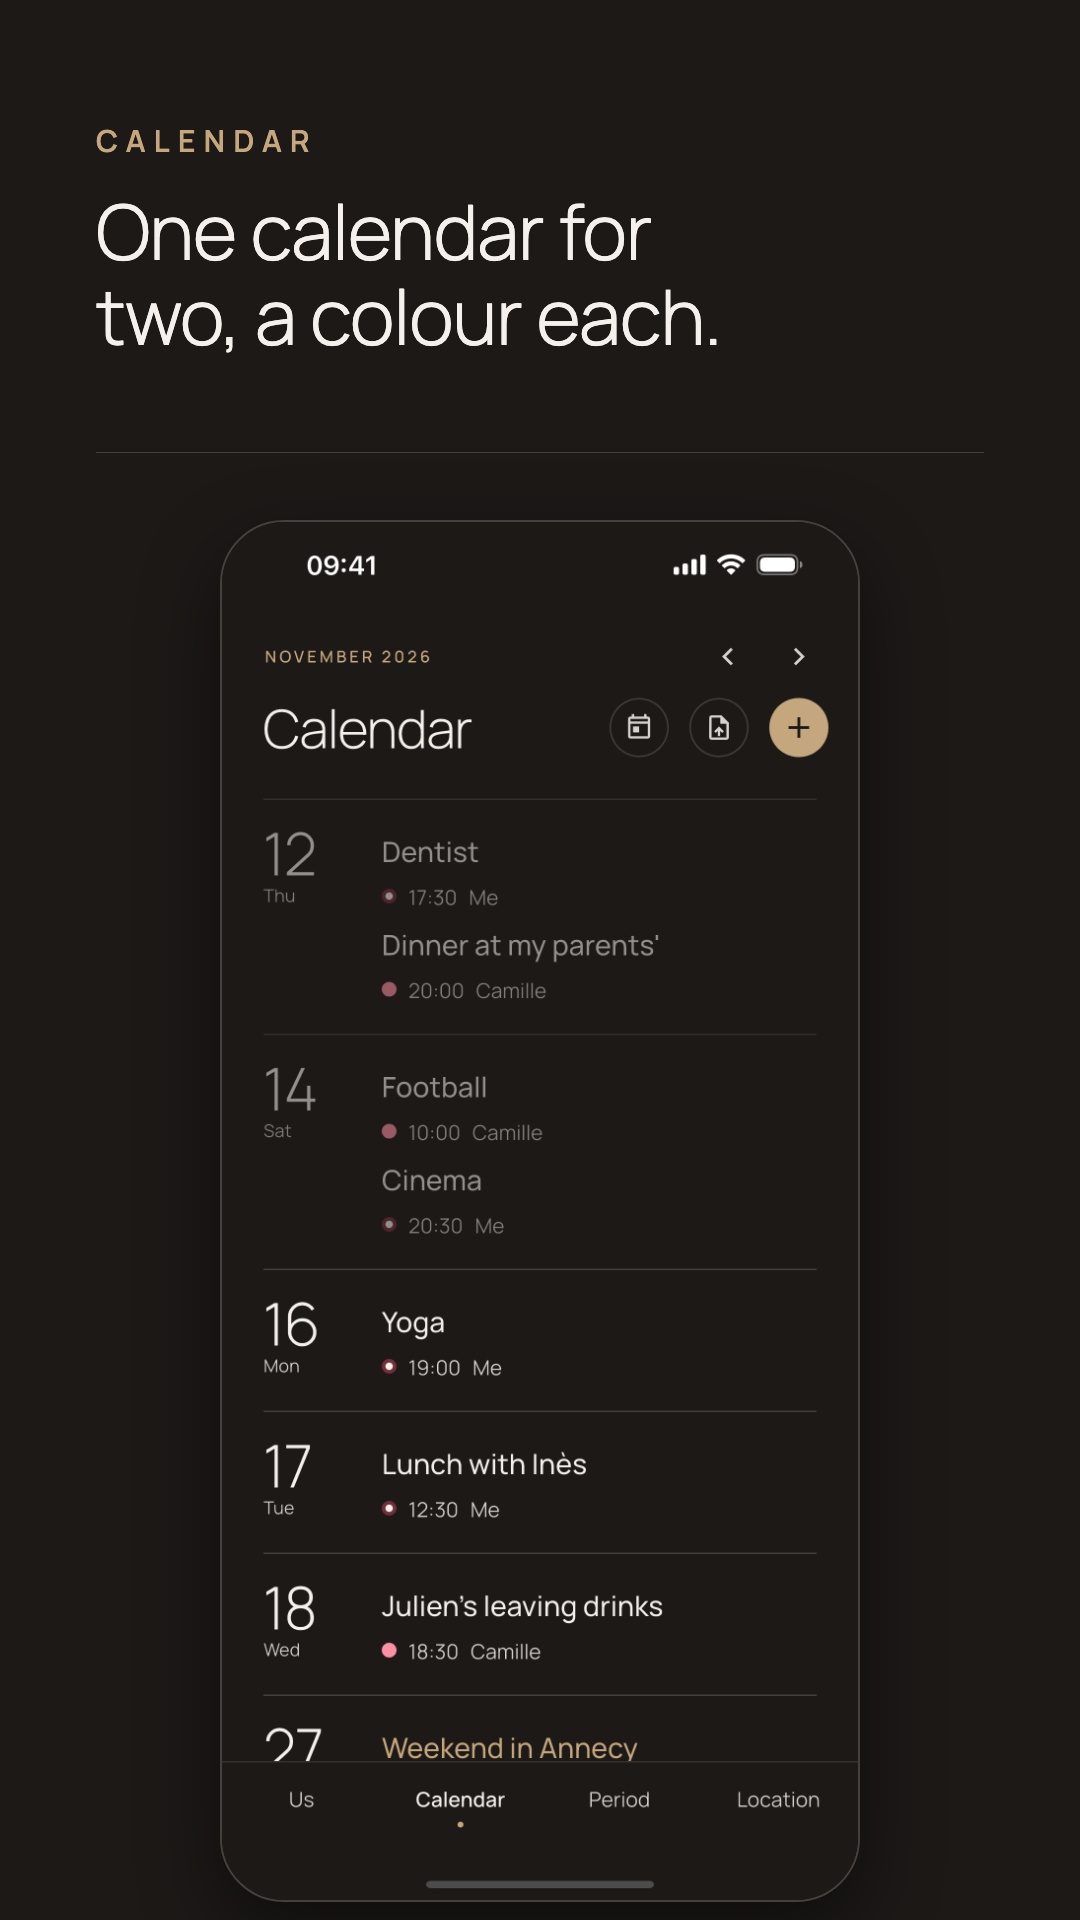 CALENDAR
One calendar for
two, a colour each.
09:41
NOVEMBER 2026
Calendar
12
Thu
Dentist
17:30 Me
Dinner at my parents'
20:00 Camille
14
Sat
Football
10:00 Camille
Cinema
20:30 Me
16
Mon
Yoga
19:00 Me
17
Tue
Lunch with Inès
12:30 Me
18
Wed
Julien’s leaving drinks
18:30 Camille
27
Weekend in Annecy
Us Calendar Period Location